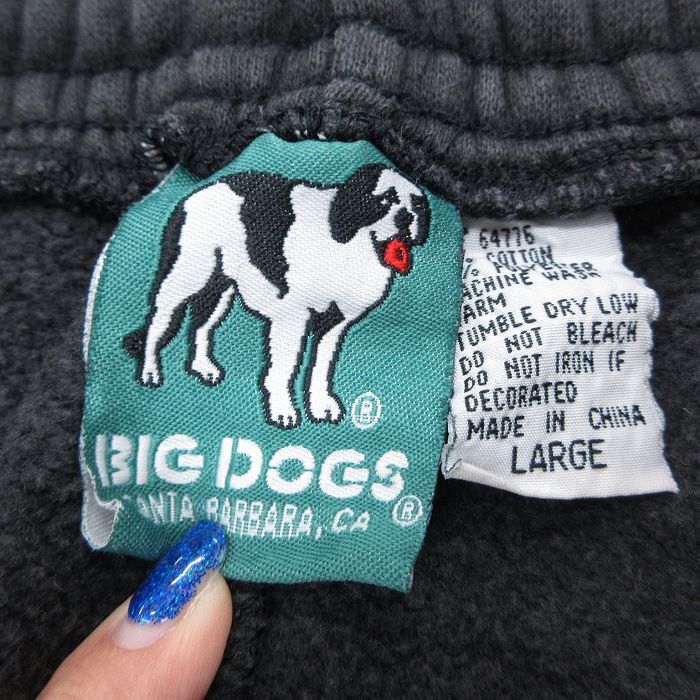 BIG DOGS ®
SANTA BARBARA, CA ®
64776
% COTTON
% POLYESTER
MACHINE WASH
WARM
TUMBLE DRY LOW
DO NOT BLEACH
DO NOT IRON IF
DECORATED
MADE IN CHINA
LARGE